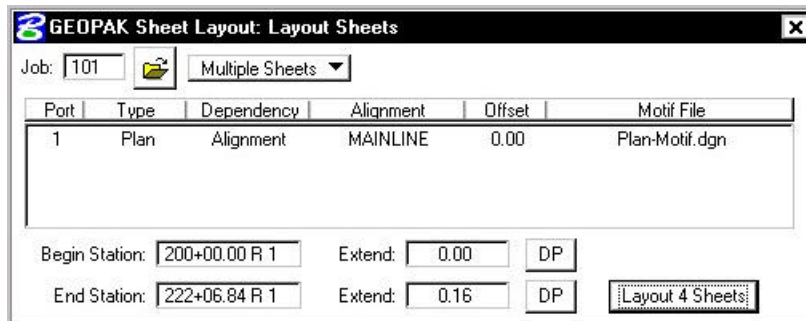 GEOPAK Sheet Layout: Layout Sheets X
Job: 101 Multiple Sheets
Port Type Dependency Alignment Offset Motif File
1 Plan Alignment MAINLINE 0.00 Plan-Motif.dgn
Begin Station: 200+00.00 R 1 Extend: 0.00 DP
End Station: 222+06.84 R 1 Extend: 0.16 DP Layout 4 Sheets